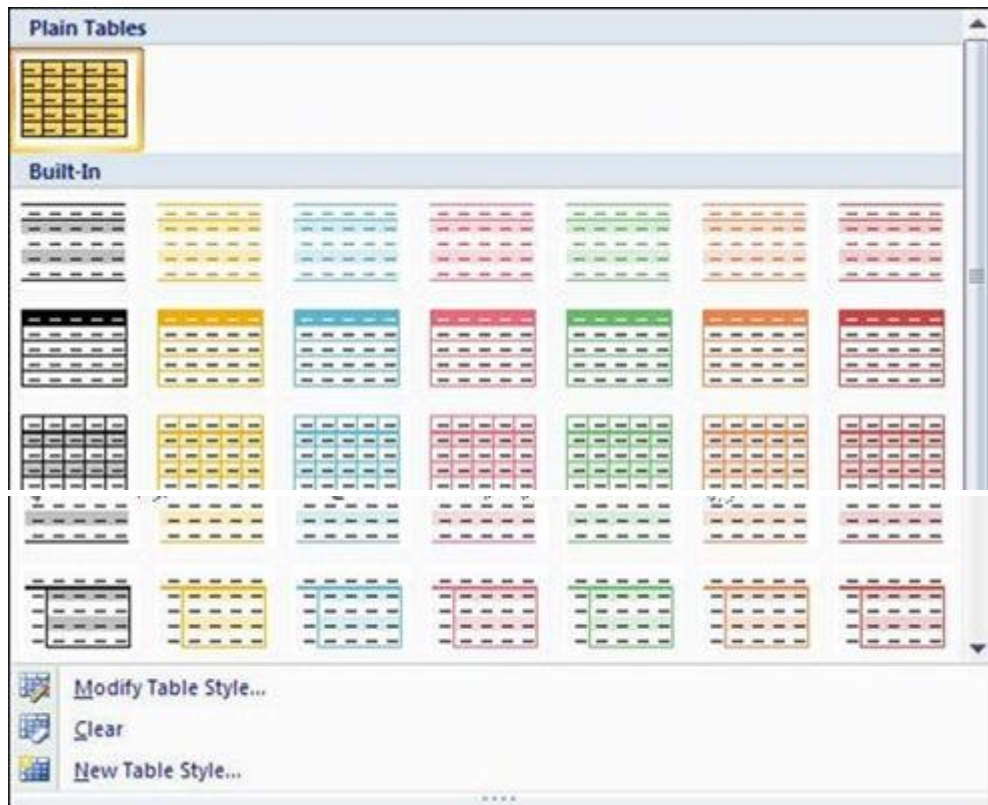 Plain Tables
Built-In
Modify Table Style...
Clear
New Table Style...